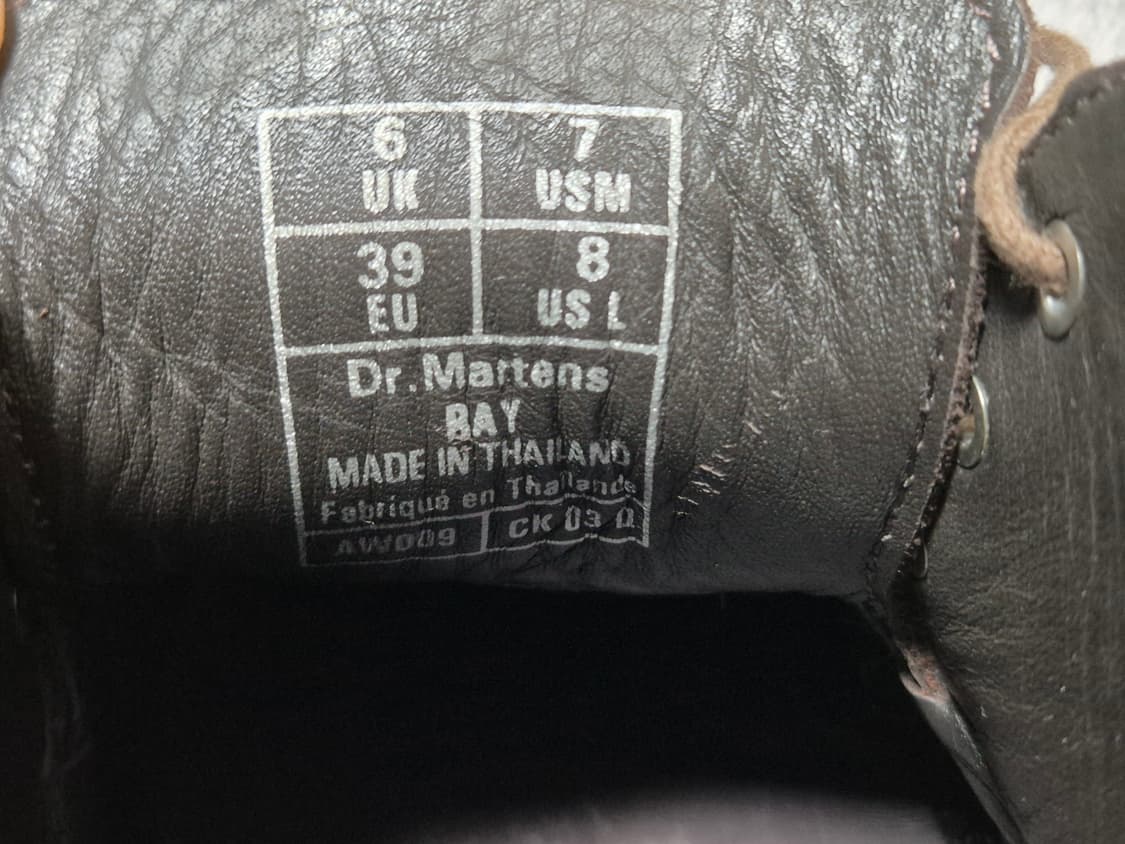 6 7
UK USM
39 8
EU US L
Dr. Martens
BAY
MADE IN THAILAND
Fabriqué en Thailande
AW009 CK 03 Q